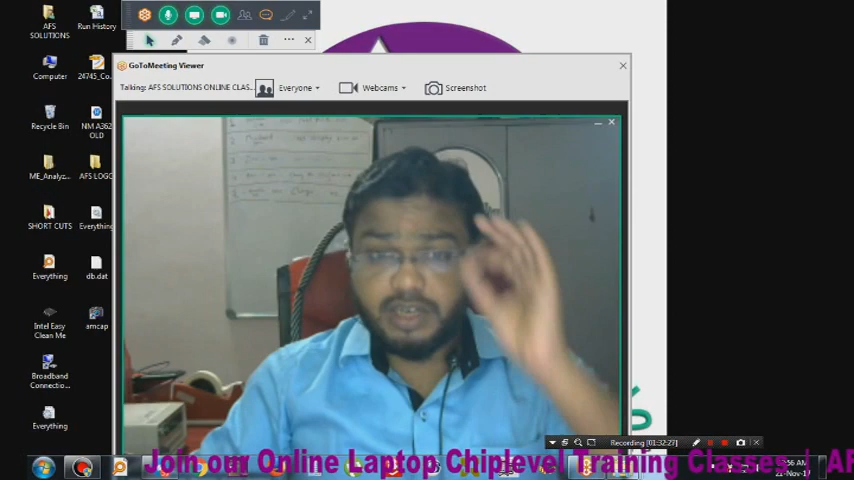 AFS SOLUTIONS
Run History
Computer
24745_Co...
Recycle Bin
NM A362 OLD
ME_Analyz...
AFS LOGO
SHORT CUTS
Everything...
Everything
db.dat
Intel Easy Clean Me
amcap
Broadband Connectio...
Everything
GoToMeeting Viewer
Talking: AFS SOLUTIONS ONLINE CLAS...
Everyone
Webcams
Screenshot
Recording [01:32:27]
Join our Online Laptop Chiplevel Training Classes | AF